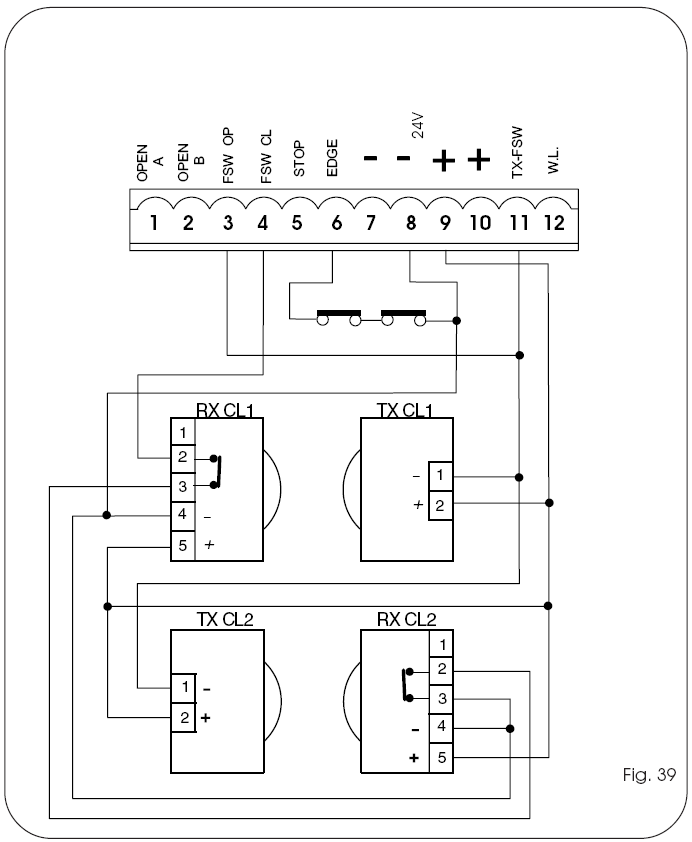 OPEN A
OPEN B
FSW OP
FSW CL
STOP
EDGE
-
-
24V
+
+
TX-FSW
W.L.
1 2 3 4 5 6 7 8 9 10 11 12
RX CL1
1
2
3
4 -
5 +
TX CL1
- 1
+ 2
TX CL2
1 -
2 +
RX CL2
1
2
3
- 4
+ 5
Fig. 39